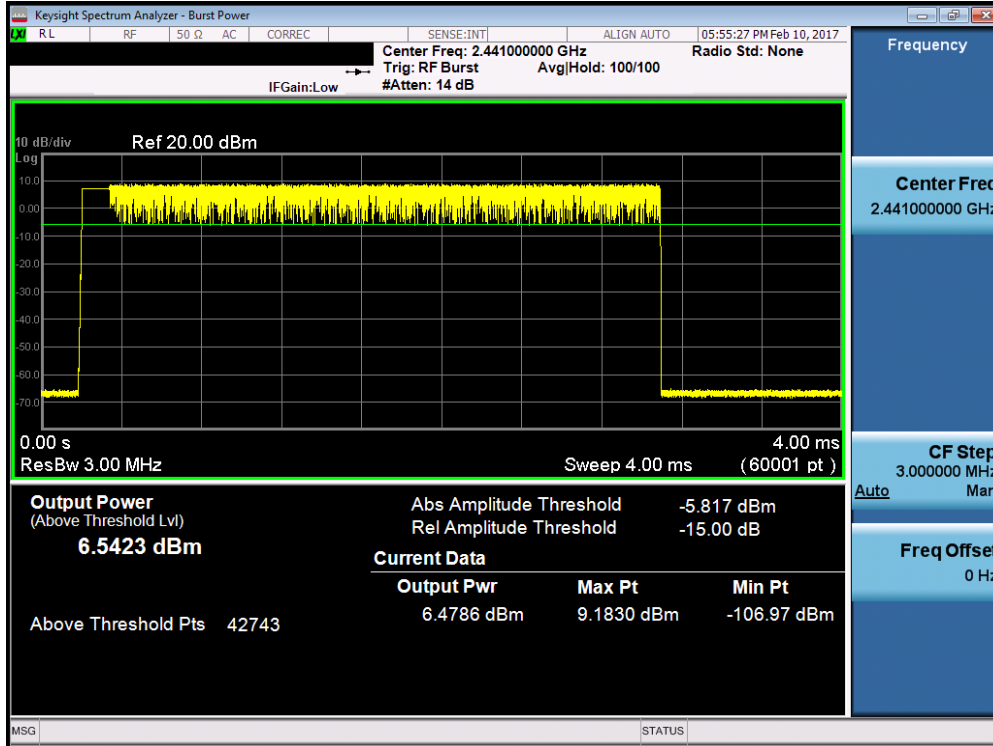 Keysight Spectrum Analyzer - Burst Power
LXI RL RF 50 Ω AC CORREC SENSE:INT ALIGN AUTO 05:55:27 PM Feb 10, 2017
Center Freq: 2.441000000 GHz Radio Std: None
Trig: RF Burst Avg|Hold: 100/100
IFGain:Low #Atten: 14 dB
Frequency
10 dB/div Ref 20.00 dBm
Log
10.0
0.00
-10.0
-20.0
-30.0
-40.0
-50.0
-60.0
-70.0
0.00 s 4.00 ms
ResBw 3.00 MHz Sweep 4.00 ms (60001 pt)
Output Power
(Above Threshold Lvl)
6.5423 dBm
Above Threshold Pts 42743
Abs Amplitude Threshold -5.817 dBm
Rel Amplitude Threshold -15.00 dB
Current Data
Output Pwr Max Pt Min Pt
6.4786 dBm 9.1830 dBm -106.97 dBm
Center Freq
2.441000000 GHz
CF Step
3.000000 MHz
Auto Man
Freq Offset
0 Hz
MSG STATUS